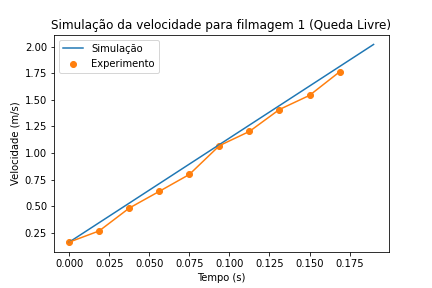 Simulação da velocidade para filmagem 1 (Queda Livre)
Simulação
Experimento
2.00
1.75
1.50
1.25
1.00
0.75
0.50
0.25
Velocidade (m/s)
0.000 0.025 0.050 0.075 0.100 0.125 0.150 0.175
Tempo (s)